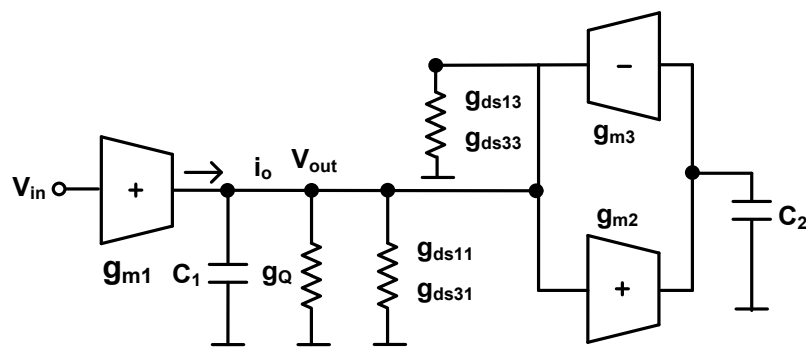 g_ds13
g_ds33
-
g_m3
V_in
+
i_o
V_out
g_m1
C_1
g_Q
g_ds11
g_ds31
g_m2
+
C_2